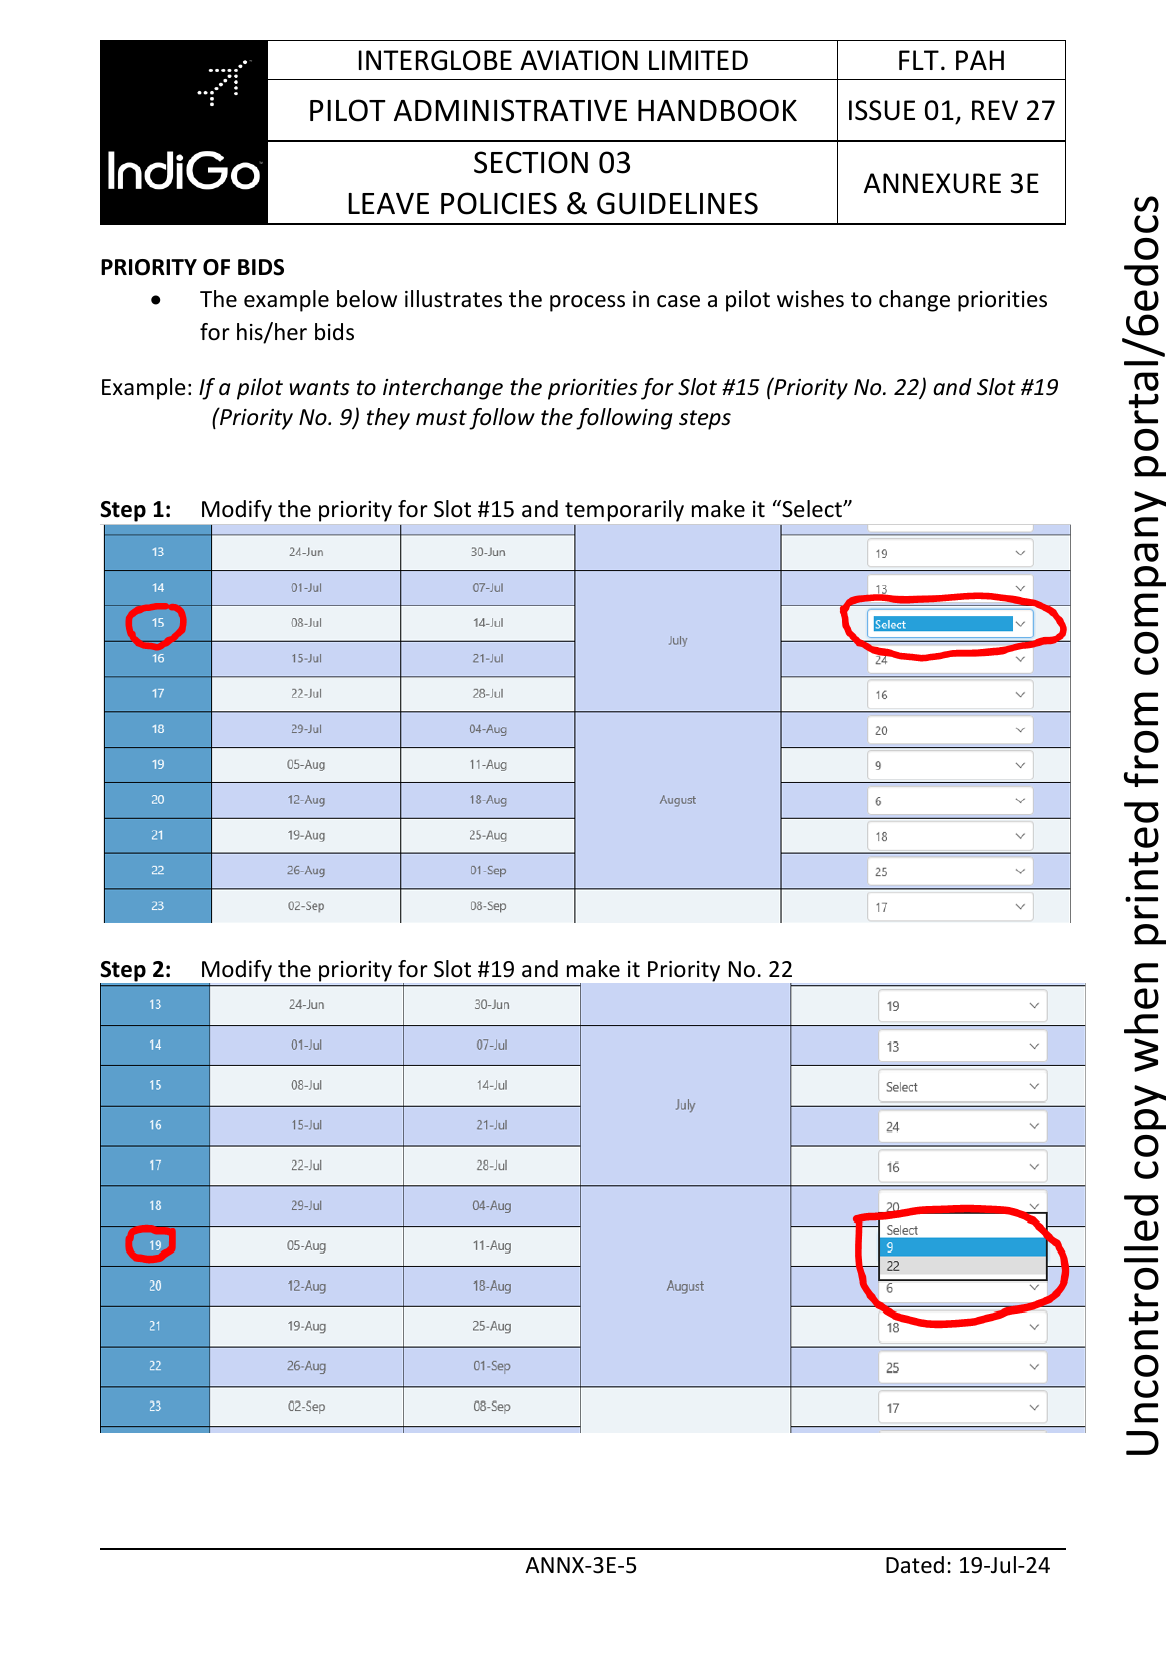 INTERGLOBE AVIATION LIMITED
FLT. PAH
PILOT ADMINISTRATIVE HANDBOOK
ISSUE 01, REV 27
IndiGo
SECTION 03
LEAVE POLICIES & GUIDELINES
ANNEXURE 3E
PRIORITY OF BIDS
• The example below illustrates the process in case a pilot wishes to change priorities
for his/her bids
Example: If a pilot wants to interchange the priorities for Slot #15 (Priority No. 22) and Slot #19
(Priority No. 9) they must follow the following steps
Step 1: Modify the priority for Slot #15 and temporarily make it “Select”
13 24-Jun 30-Jun 19
14 01-Jul 07-Jul 13
15 08-Jul 14-Jul Select
July
16 15-Jul 21-Jul 24
17 22-Jul 28-Jul 16
18 29-Jul 04-Aug 20
19 05-Aug 11-Aug 9
20 12-Aug 18-Aug August 6
21 19-Aug 25-Aug 18
22 26-Aug 01-Sep 25
23 02-Sep 08-Sep 17
Step 2: Modify the priority for Slot #19 and make it Priority No. 22
13 24-Jun 30-Jun 19
14 01-Jul 07-Jul 13
15 08-Jul 14-Jul Select
July
16 15-Jul 21-Jul 24
17 22-Jul 28-Jul 16
18 29-Jul 04-Aug 20
Select
19 05-Aug 11-Aug 9
22
20 12-Aug 18-Aug August 6
21 19-Aug 25-Aug 18
22 26-Aug 01-Sep 25
23 02-Sep 08-Sep 17
ANNX-3E-5
Dated: 19-Jul-24
Uncontrolled copy when printed from company portal/6edocs